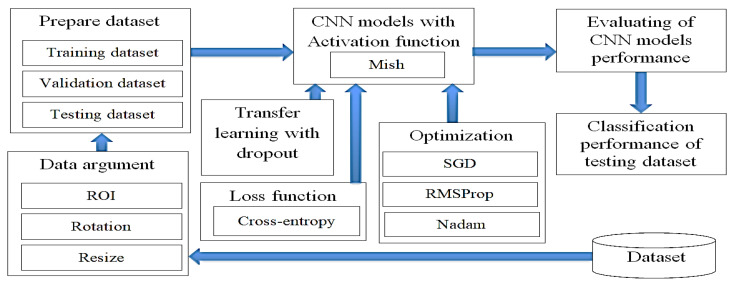 Prepare dataset
Training dataset
Validation dataset
Testing dataset
Data argument
ROI
Rotation
Resize
CNN models with
Activation function
Mish
Transfer
learning with
dropout
Loss function
Cross-entropy
Optimization
SGD
RMSProp
Nadam
Evaluating of
CNN models
performance
Classification
performance of
testing dataset
Dataset